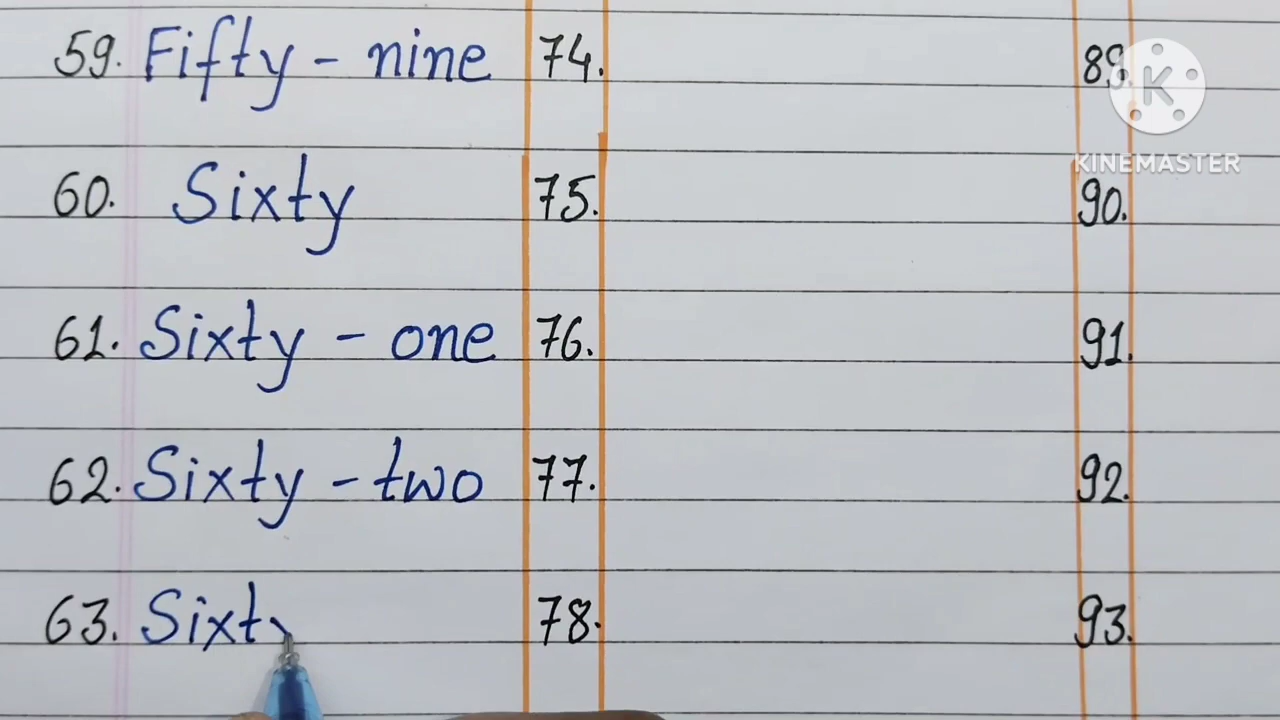 59. Fifty - nine 74. 89.
KINEMASTER
60. Sixty 75. 90.
61. Sixty - one 76. 91.
62. Sixty - two 77. 92.
63. Sixty 78. 93.